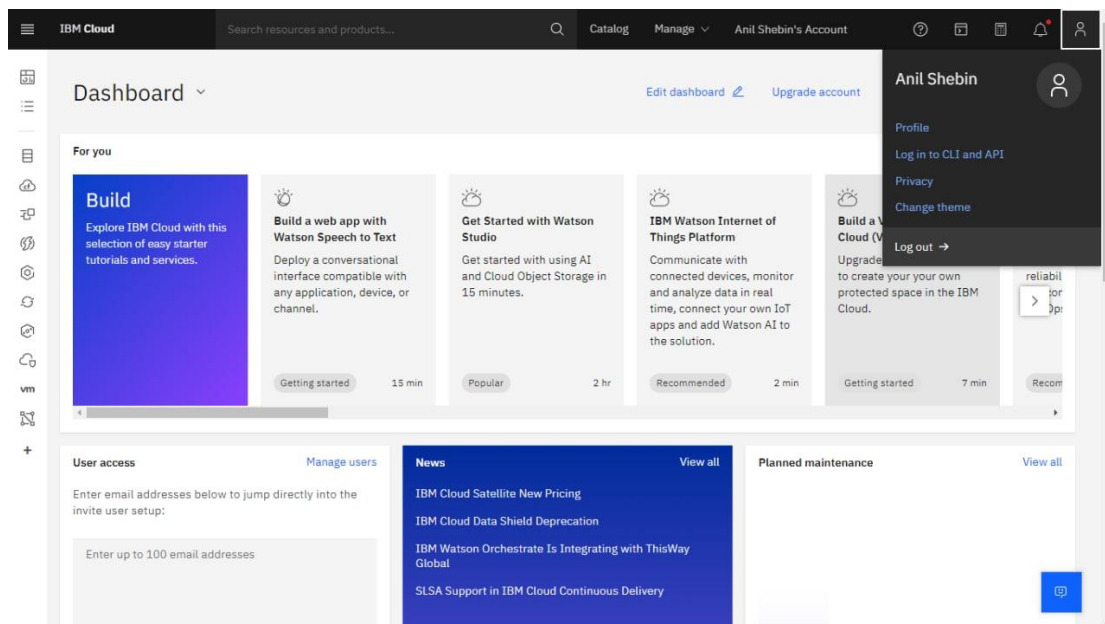 IBM Cloud
Search resources and products...
Catalog
Manage
Anil Shebin's Account
Anil Shebin
Profile
Log in to CLI and API
Privacy
Change theme
Log out →
Dashboard
Edit dashboard
Upgrade account
For you
Build
Explore IBM Cloud with this
selection of easy starter
tutorials and services.
Build a web app with
Watson Speech to Text
Deploy a conversational
interface compatible with
any application, device, or
channel.
Getting started
15 min
Get Started with Watson
Studio
Get started with using AI
and Cloud Object Storage in
15 minutes.
Popular
2 hr
IBM Watson Internet of
Things Platform
Communicate with
connected devices, monitor
and analyze data in real
time, connect your own IoT
apps and add Watson AI to
the solution.
Recommended
2 min
Build a
Cloud (V
Upgrade
to create your your own
protected space in the IBM
Cloud.
Getting started
7 min
reliabil
Recom
vm
+
User access
Manage users
Enter email addresses below to jump directly into the
invite user setup:
Enter up to 100 email addresses
News
View all
IBM Cloud Satellite New Pricing
IBM Cloud Data Shield Deprecation
IBM Watson Orchestrate Is Integrating with ThisWay
Global
SLSA Support in IBM Cloud Continuous Delivery
Planned maintenance
View all